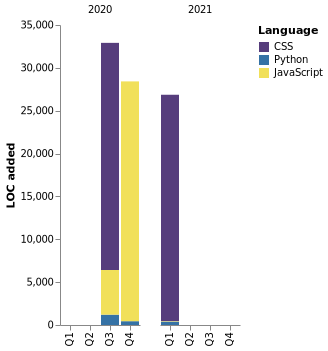 2020
2021
35,000
30,000
25,000
20,000
15,000
10,000
5,000
0
LOC added
Q1
Q2
Q3
Q4
Q1
Q2
Q3
Q4
Language
CSS
Python
JavaScript